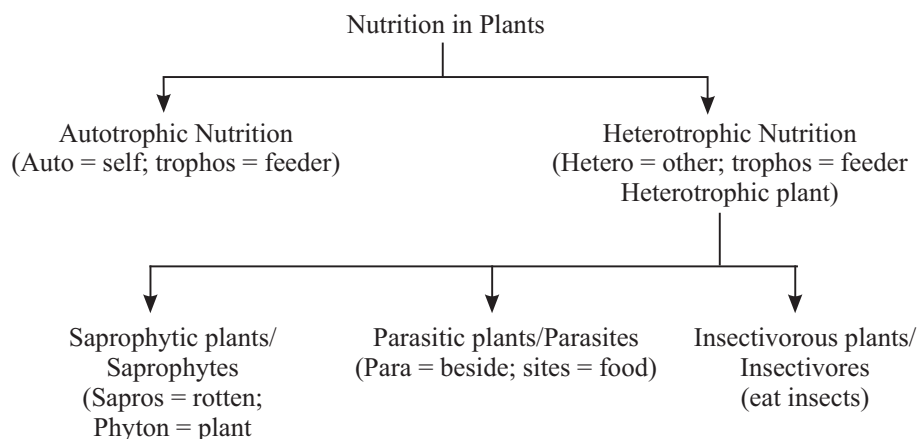 Nutrition in Plants
Autotrophic Nutrition
(Auto = self; trophos = feeder)
Heterotrophic Nutrition
(Hetero = other; trophos = feeder
Heterotrophic plant)
Saprophytic plants/
Saprophytes
(Sapros = rotten;
Phyton = plant
Parasitic plants/Parasites
(Para = beside; sites = food)
Insectivorous plants/
Insectivores
(eat insects)